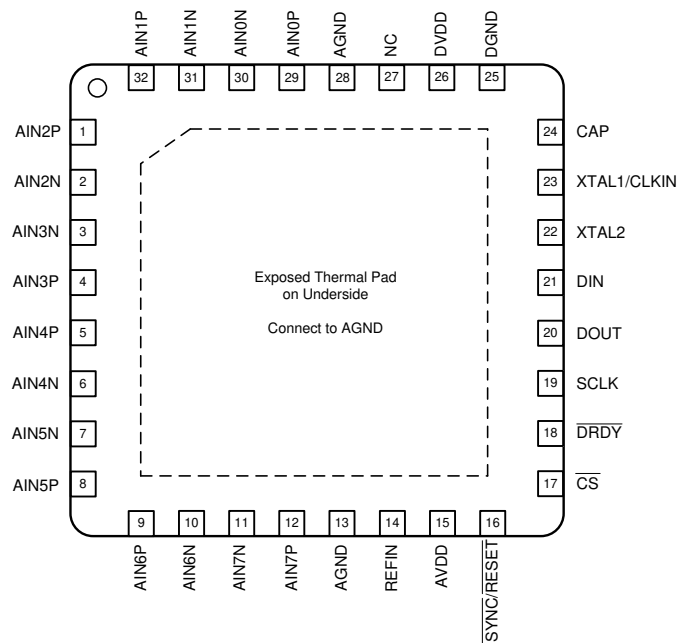 AIN1P
AIN1N
AIN0N
AIN0P
AGND
NC
DVDD
DGND
32
31
30
29
28
27
26
25
AIN2P 1
AIN2N 2
AIN3N 3
AIN3P 4
AIN4P 5
AIN4N 6
AIN5N 7
AIN5P 8
24 CAP
23 XTAL1/CLKIN
22 XTAL2
21 DIN
20 DOUT
19 SCLK
18 DRDY
17 CS
Exposed Thermal Pad
on Underside
Connect to AGND
9
10
11
12
13
14
15
16
AIN6P
AIN6N
AIN7N
AIN7P
AGND
REFIN
AVDD
SYNC/RESET